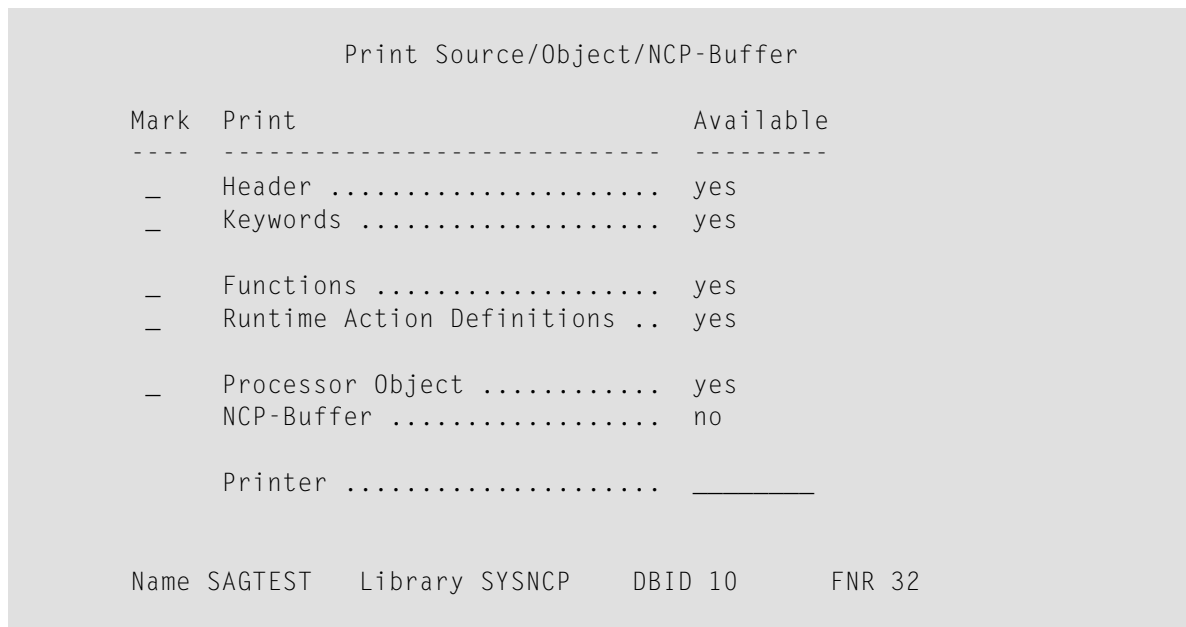 Print Source/Object/NCP-Buffer
Mark Print Available
---- ----------------------------- ---------
_ Header ...................... yes
_ Keywords .................... yes
_ Functions ................... yes
_ Runtime Action Definitions .. yes
_ Processor Object ............ yes
NCP-Buffer .................. no
Printer ..................... ________
Name SAGTEST Library SYSNCP DBID 10 FNR 32